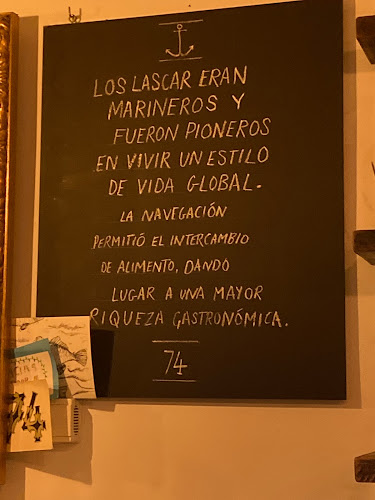 LOS LASCAR ERAN
MARINEROS Y
FUERON PIONEROS
EN VIVIR UN ESTILO
DE VIDA GLOBAL.
LA NAVEGACIÓN
PERMITIÓ EL INTERCAMBIO
DE ALIMENTO, DANDO
LUGAR A UNA MAYOR
RIQUEZA GASTRONÓMICA.
74